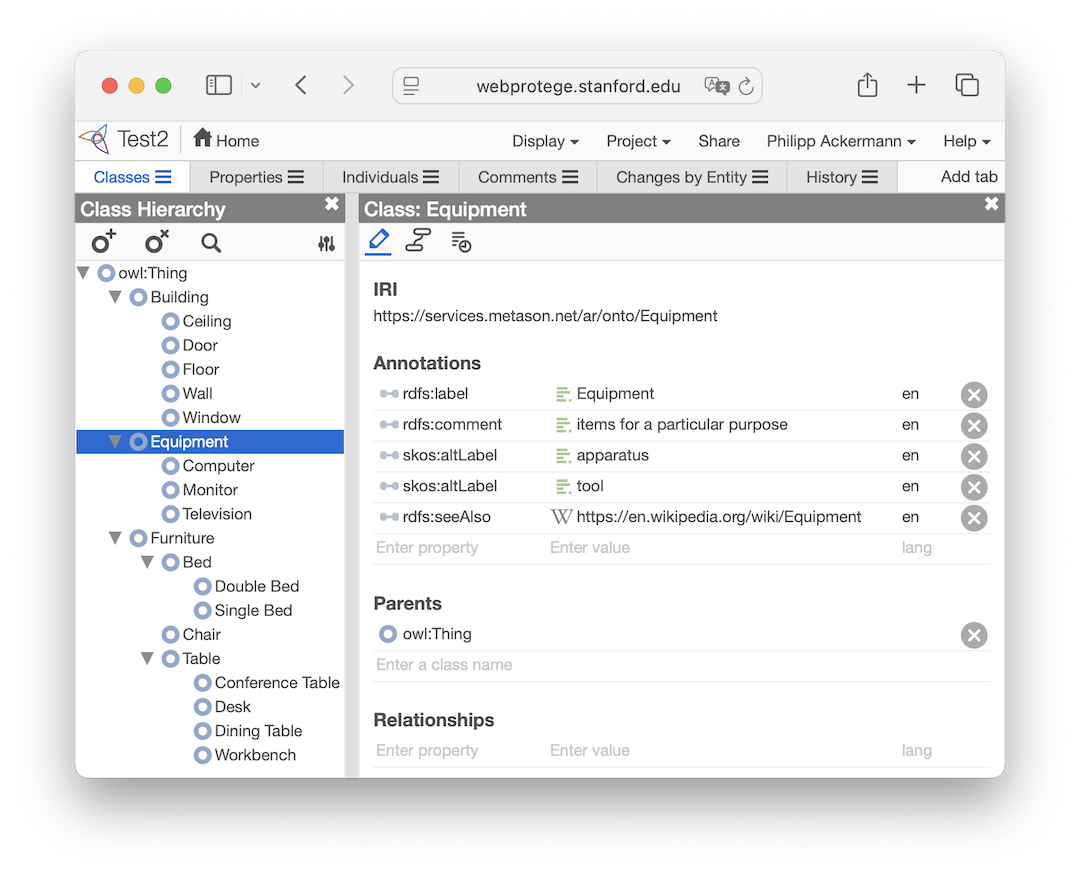 webprotege.stanford.edu
Test2 Home Display Project Share Philipp Ackermann Help
Classes Properties Individuals Comments Changes by Entity History Add tab
Class Hierarchy
owl:Thing
Building
Ceiling
Door
Floor
Wall
Window
Equipment
Computer
Monitor
Television
Furniture
Bed
Double Bed
Single Bed
Chair
Table
Conference Table
Desk
Dining Table
Workbench
Class: Equipment
IRI
https://services.metason.net/ar/onto/Equipment
Annotations
rdfs:label Equipment en
rdfs:comment items for a particular purpose en
skos:altLabel apparatus en
skos:altLabel tool en
rdfs:seeAlso W https://en.wikipedia.org/wiki/Equipment en
Enter property Enter value lang
Parents
owl:Thing
Enter a class name
Relationships
Enter property Enter value lang